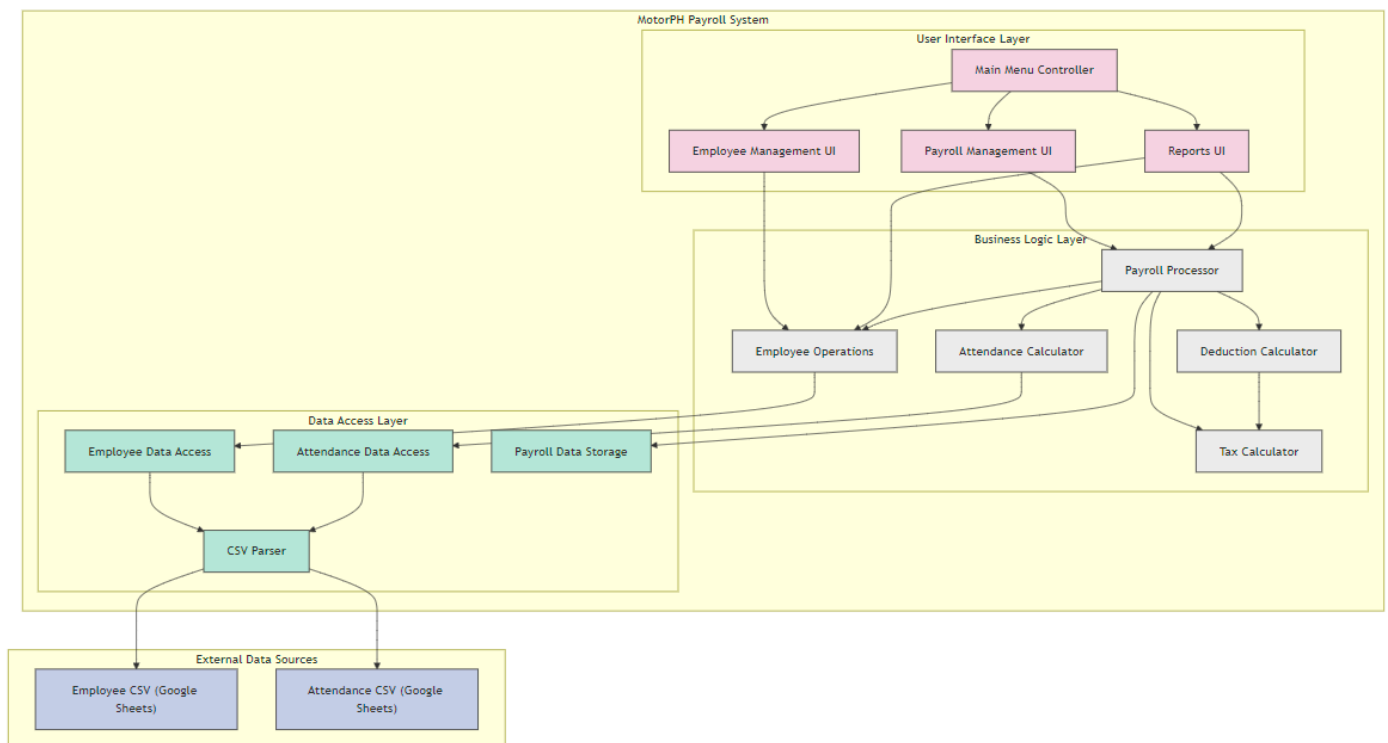 MotorPH Payroll System
User Interface Layer
Main Menu Controller
Employee Management UI
Payroll Management UI
Reports UI
Business Logic Layer
Payroll Processor
Employee Operations
Attendance Calculator
Deduction Calculator
Data Access Layer
Employee Data Access
Attendance Data Access
Payroll Data Storage
Tax Calculator
CSV Parser
External Data Sources
Employee CSV (Google
Sheets)
Attendance CSV (Google
Sheets)